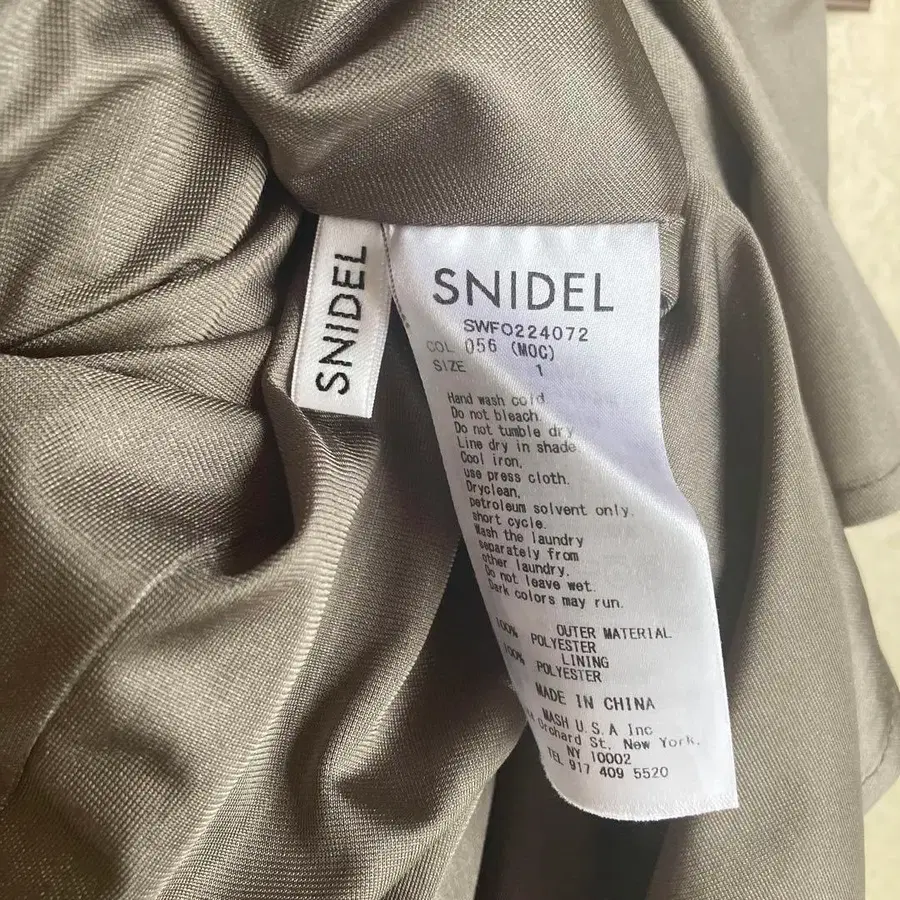 SNIDEL
SNIDEL
SWFO224072
COL 056 (MOC)
SIZE 1
Hand wash cold.
Do not bleach.
Do not tumble dry
Line dry in shade
Cool iron,
use press cloth.
Dryclean,
petroleum solvent only.
short cycle.
Wash the laundry
separately from
other laundry.
Do not leave wet.
Dark colors may run.
OUTER MATERIAL
100% POLYESTER
LINING
100% POLYESTER
MADE IN CHINA
MASH U.S.A Inc
Orchard St, New York,
NY 10002
TEL 917 409 5520